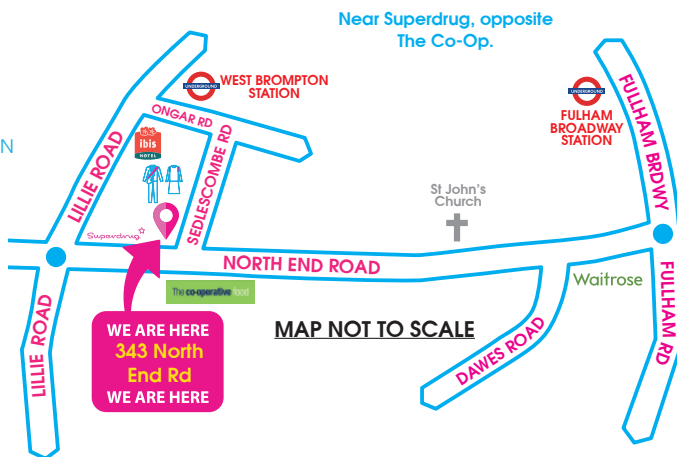 Near Superdrug, opposite
The Co-Op.
UNDERGROUND
WEST BROMPTON
STATION
UNDERGROUND
FULHAM
BROADWAY
STATION
FULLHAM BRDWY
ONGAR RD
ibis
HOTEL
N
LILLIE ROAD
SEDLESCOMBE RD
St John's
Church
Superdrug
NORTH END ROAD
Waitrose
FULLHAM RD
The co-operative food
LILLIE ROAD
WE ARE HERE
343 North
End Rd
WE ARE HERE
MAP NOT TO SCALE
DAWES ROAD